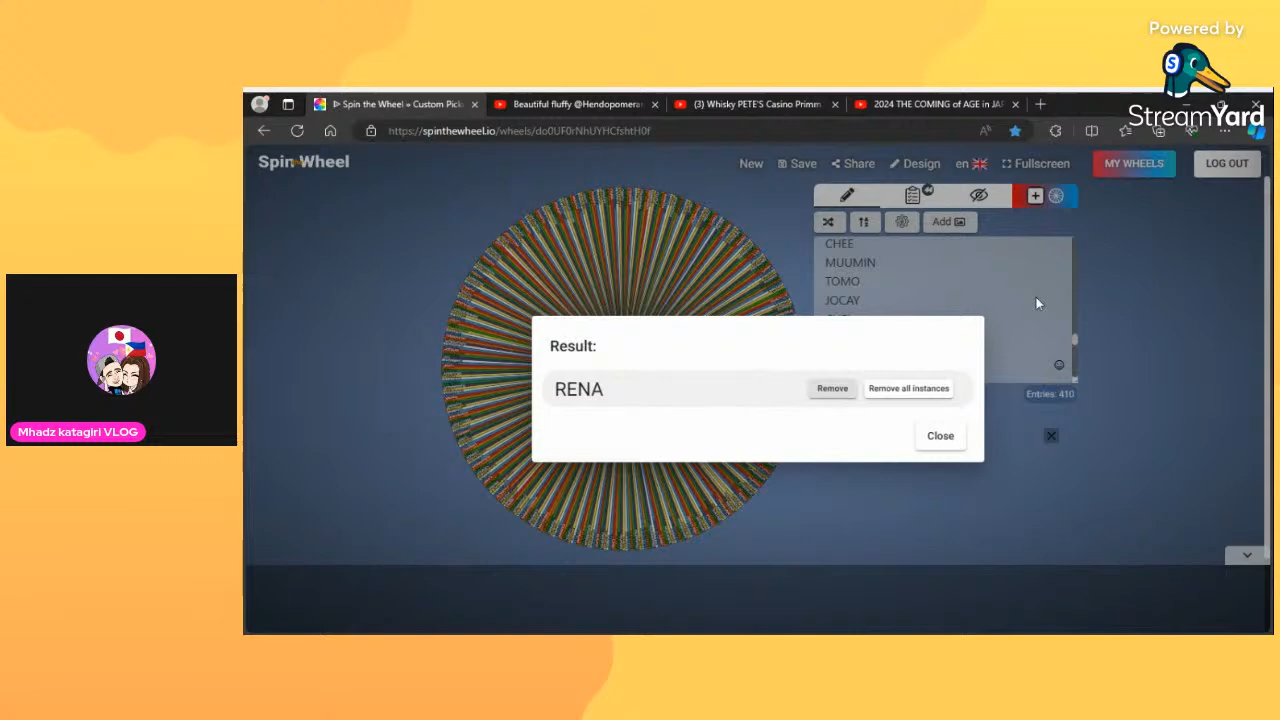 Powered by
StreamYard
Spin the Wheel » Custom Pick
Beautiful fluffy @Hendopomerar
(3) Whisky PETE'S Casino Primm
2024 THE COMING of AGE in JAP
https://spinthewheel.io/wheels/do0UF0rNhUYHCfshtH0f
Spin Wheel
New
Save
Share
Design
en
Fullscreen
MY WHEELS
LOG OUT
Add
CHEE
MUUMIN
TOMO
JOCAY
Entries: 410
Result:
RENA
Remove
Remove all instances
Close
Mhadz katagiri VLOG